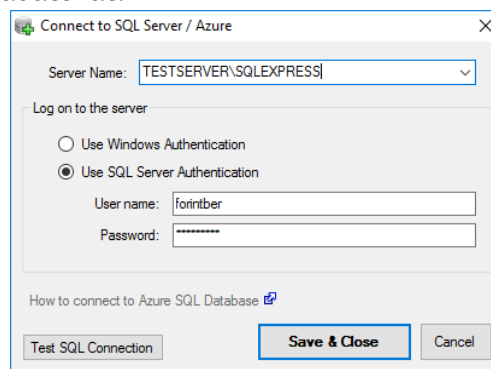 Connect to SQL Server / Azure
Server Name: TESTSERVER\SQLEXPRESS
Log on to the server
Use Windows Authentication
Use SQL Server Authentication
User name: forintber
Password: *********
How to connect to Azure SQL Database
Test SQL Connection
Save & Close
Cancel